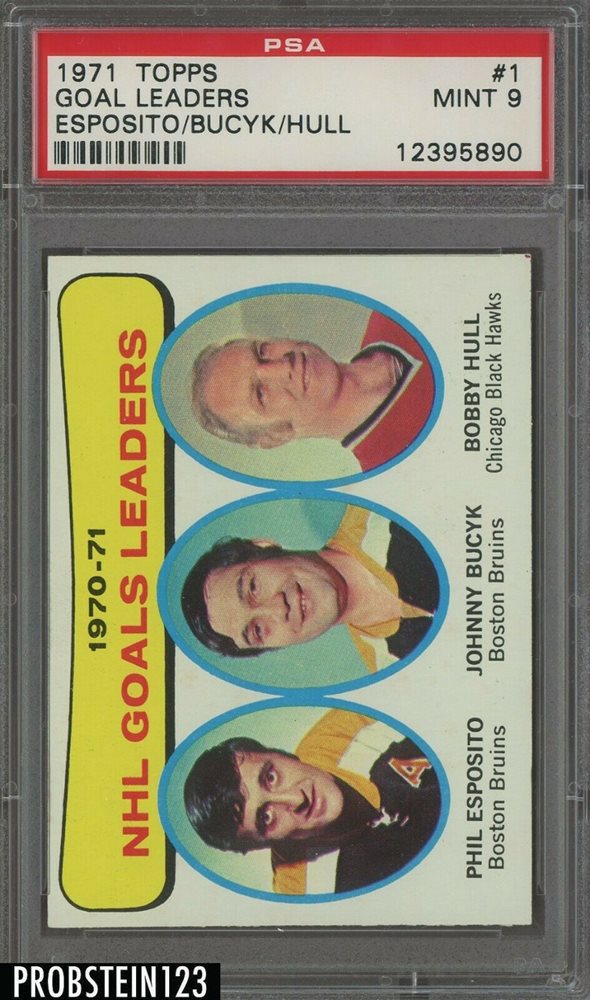 PSA
1971 TOPPS #1
GOAL LEADERS MINT 9
ESPOSITO/BUCYK/HULL
12395890
1970-71
NHL GOALS LEADERS
PHIL ESPOSITO
Boston Bruins
JOHNNY BUCYK
Boston Bruins
BOBBY HULL
Chicago Black Hawks
A
PROBSTEIN123